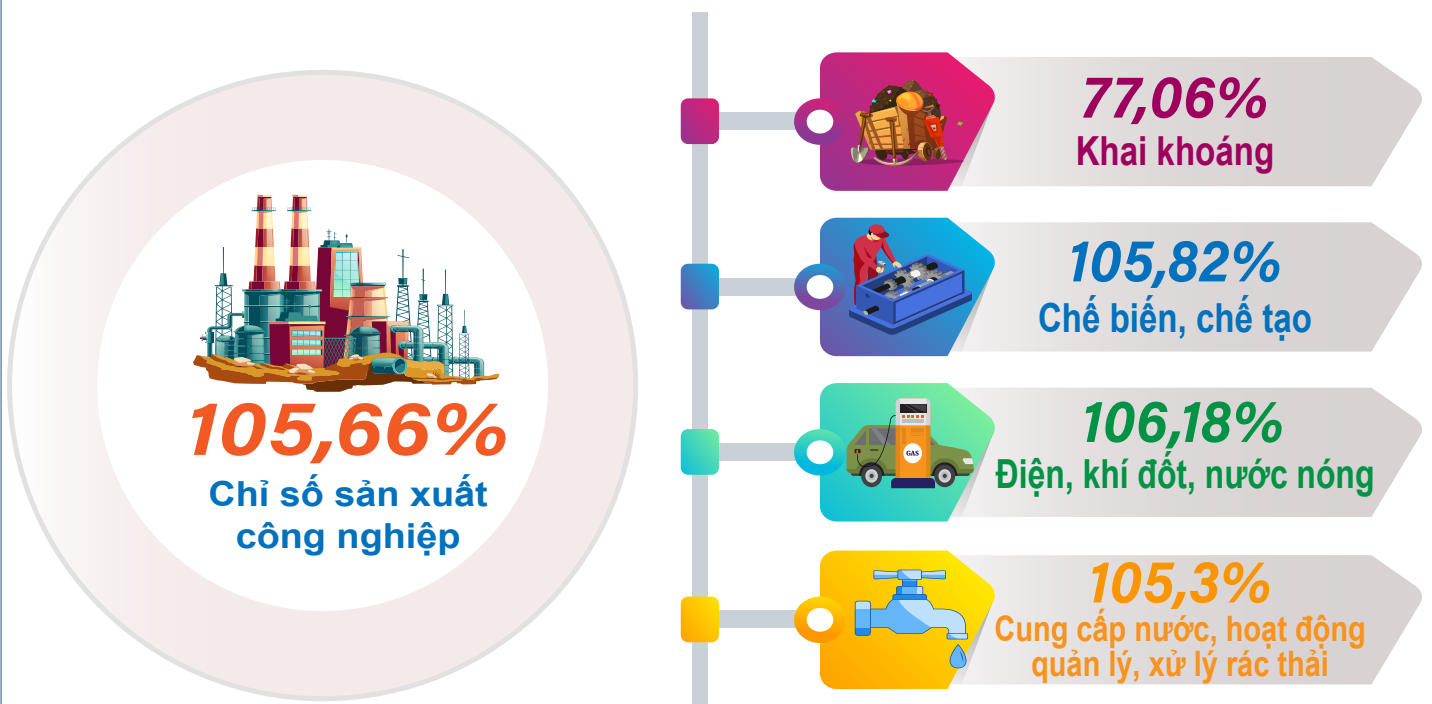 105,66%
Chỉ số sản xuất
công nghiệp
77,06%
Khai khoáng
105,82%
Chế biến, chế tạo
GAS
106,18%
Điện, khí đốt, nước nóng
105,3%
Cung cấp nước, hoạt động
quản lý, xử lý rác thải